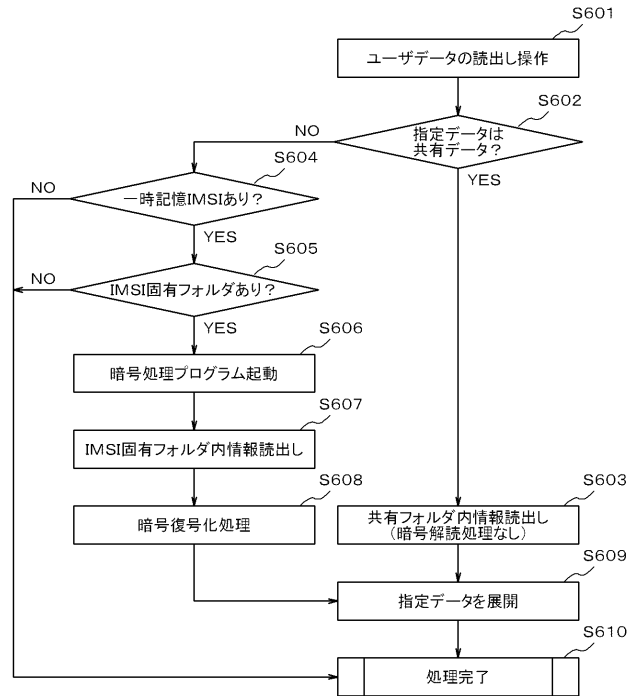 S601
ユーザデータの読出し操作
S602
指定データは
共有データ？
NO
YES
S604
一時記憶IMSIあり？
NO
YES
S605
IMSI固有フォルダあり？
NO
YES
S606
暗号処理プログラム起動
S607
IMSI固有フォルダ内情報読出し
S608
暗号復号化処理
S603
共有フォルダ内情報読出し
（暗号解読処理なし）
S609
指定データを展開
S610
処理完了